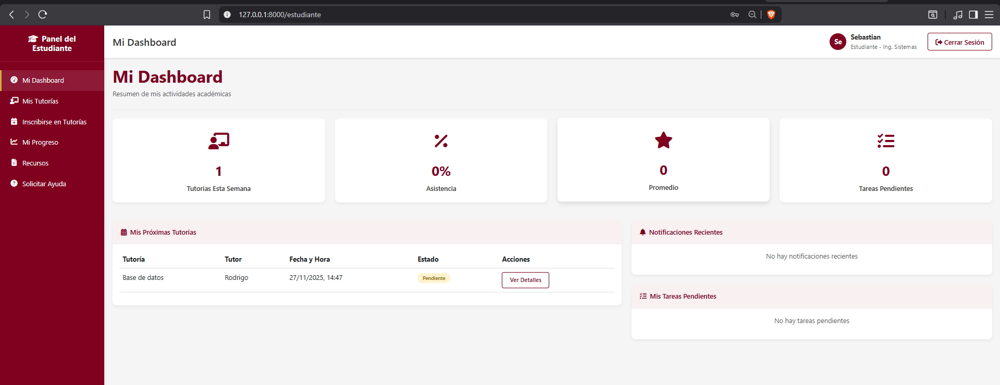 127.0.0.1:8000/estudiante
Panel del
Estudiante
Mi Dashboard
Mis Tutorías
Inscribirse en Tutorías
Mi Progreso
Recursos
Solicitar Ayuda
Mi Dashboard
Se
Sebastian
Estudiante - Ing. Sistemas
Cerrar Sesión
Mi Dashboard
Resumen de mis actividades académicas
1
Tutorías Esta Semana
0%
Asistencia
0
Promedio
0
Tareas Pendientes
Mis Próximas Tutorías
Tutoría Tutor Fecha y Hora Estado Acciones
Base de datos Rodrigo 27/11/2025, 14:47 Pendiente Ver Detalles
Notificaciones Recientes
No hay notificaciones recientes
Mis Tareas Pendientes
No hay tareas pendientes